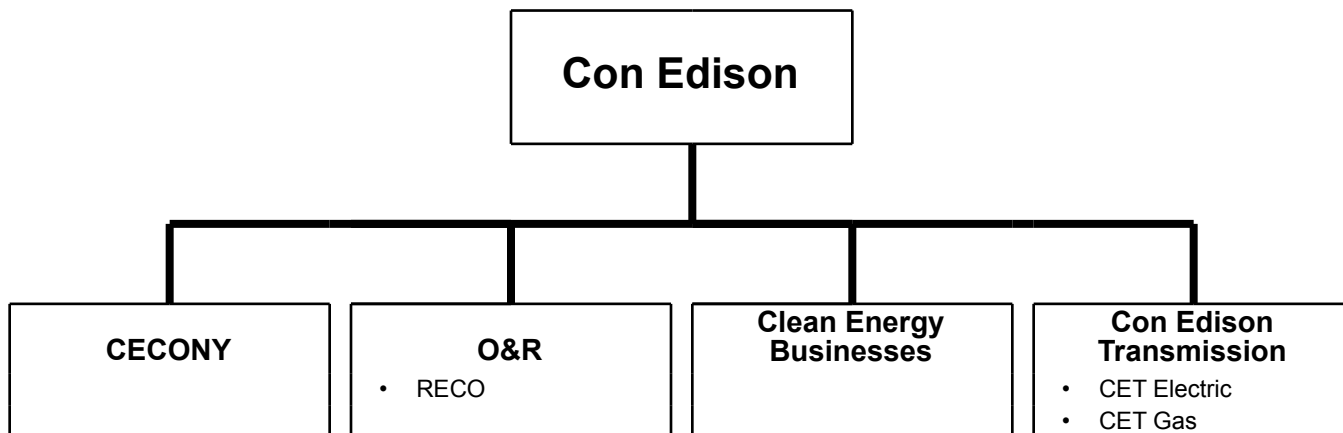 Con Edison
CECONY
O&R
• RECO
Clean Energy
Businesses
Con Edison
Transmission
• CET Electric
• CET Gas